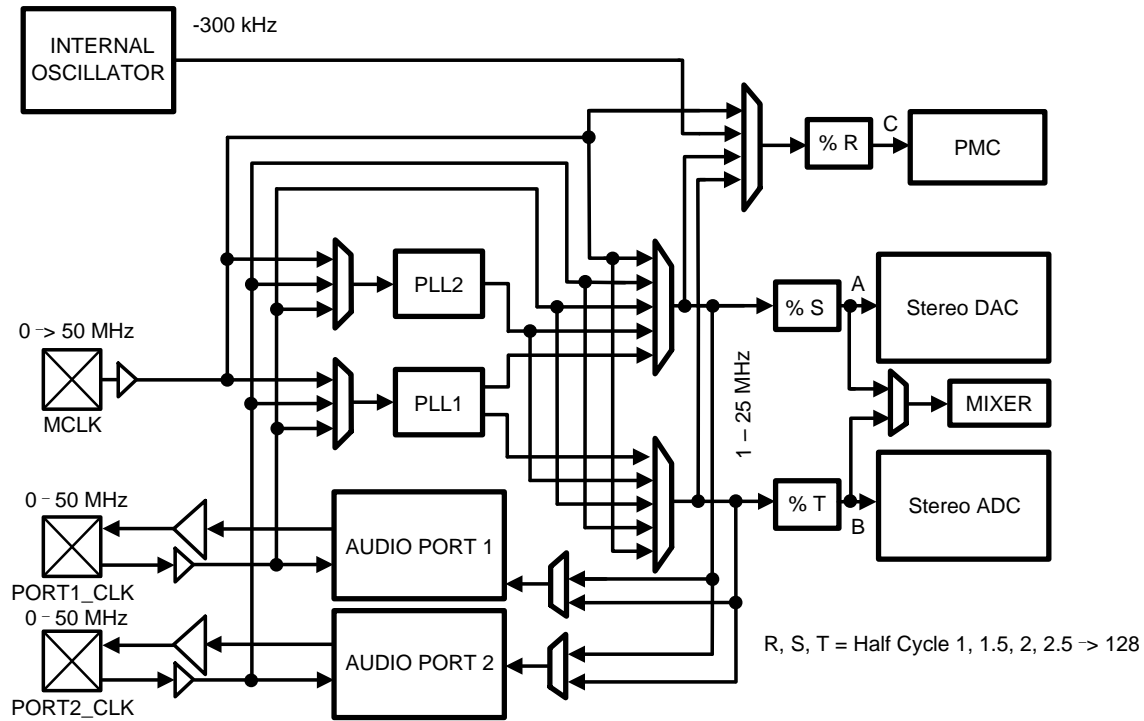 -300 kHz
INTERNAL
OSCILLATOR
% R
C
PMC
PLL2
% S
A
Stereo DAC
0 –> 50 MHz
MCLK
PLL1
1 – 25 MHz
MIXER
0 – 50 MHz
PORT1_CLK
AUDIO PORT 1
% T
B
Stereo ADC
0 – 50 MHz
PORT2_CLK
AUDIO PORT 2
R, S, T = Half Cycle 1, 1.5, 2, 2.5 –> 128